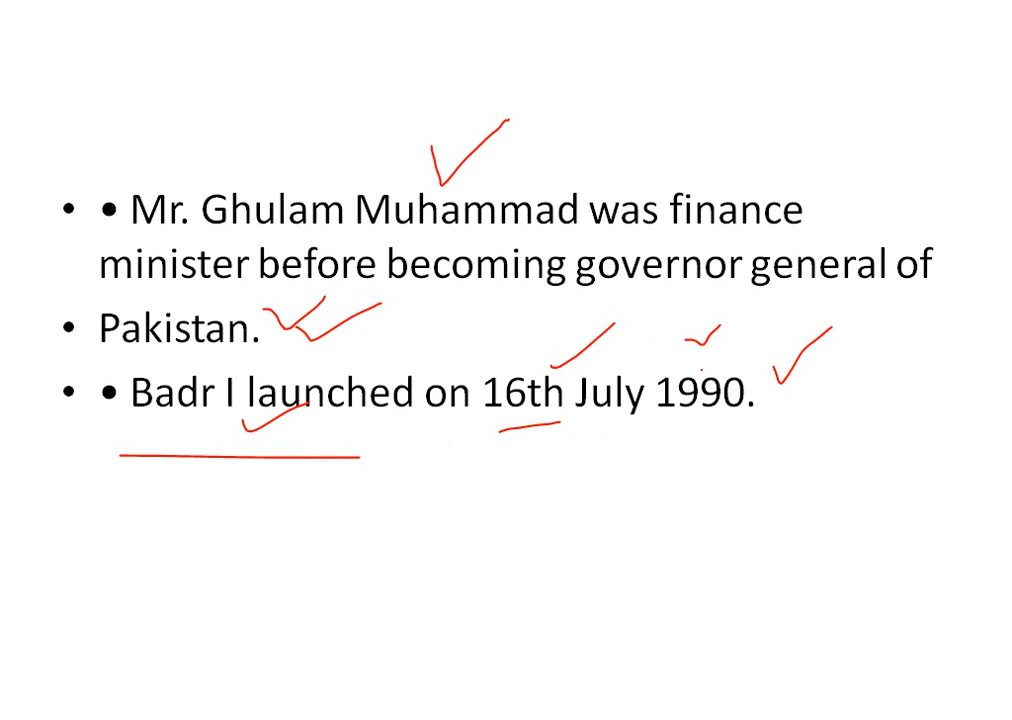 • • Mr. Ghulam Muhammad was finance
minister before becoming governor general of
• Pakistan.
• • Badr I launched on 16th July 1990.